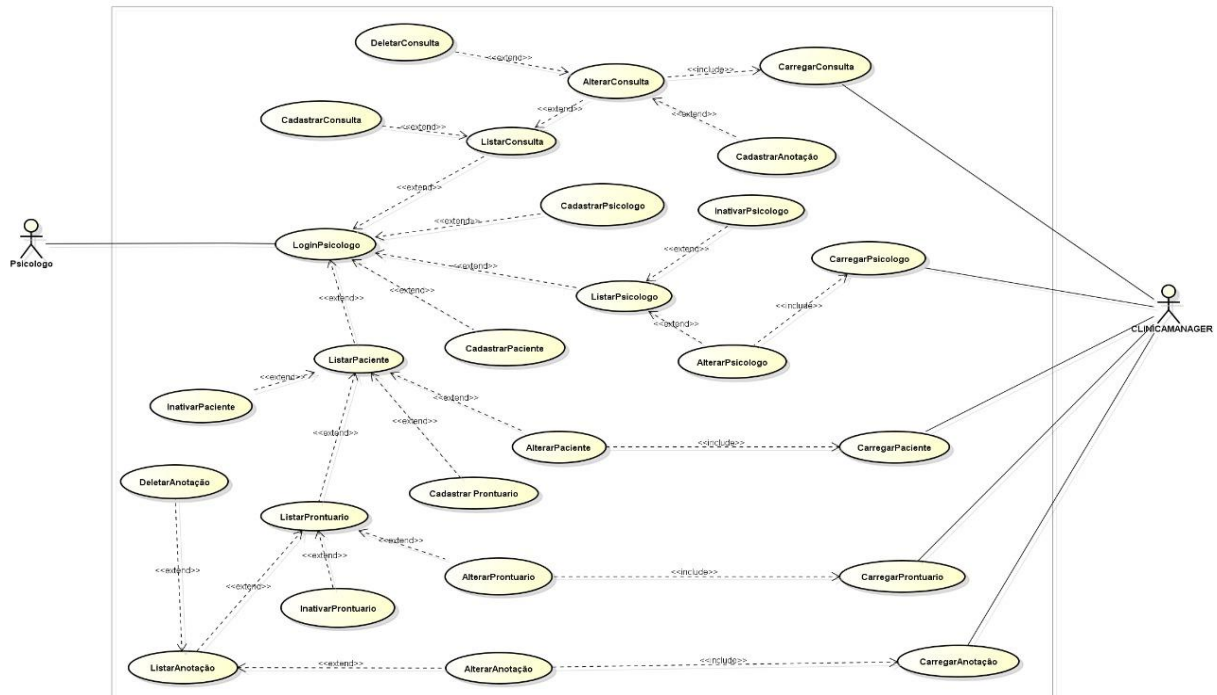 DeletarConsulta
<<extend>>
AlterarConsulta
<<include>>
CarregarConsulta
CadastrarConsulta
<<extend>>
<<extend>>
<<extend>>
ListarConsulta
CadastrarAnotação
<<extend>>
CadastrarPsicologo
InativarPsicologo
<<extend>>
Psicologo
LoginPsicologo
<<extend>>
<<extend>>
CarregarPsicologo
<<extend>>
<<extend>>
ListarPsicologo
<<include>>
<<extend>>
CLINICAMANAGER
CadastrarPaciente
ListarPaciente
AlterarPsicologo
<<extend>>
InativarPaciente
<<extend>>
<<extend>>
<<extend>>
AlterarPaciente
<<include>>
CarregarPaciente
DeletarAnotação
Cadastrar Prontuario
ListarProntuario
<<extend>>
<<extend>>
<<extend>>
<<extend>>
AlterarProntuario
<<include>>
CarregarProntuario
InativarProntuario
ListarAnotação
<<extend>>
AlterarAnotação
<<include>>
CarregarAnotação